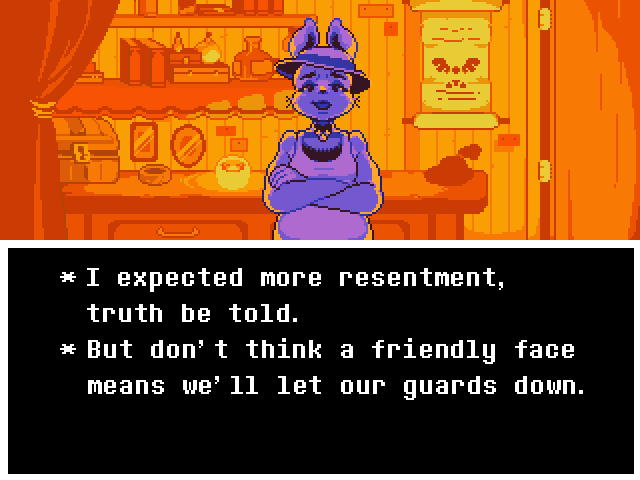 * I expected more resentment,
truth be told.
* But don't think a friendly face
means we'll let our guards down.